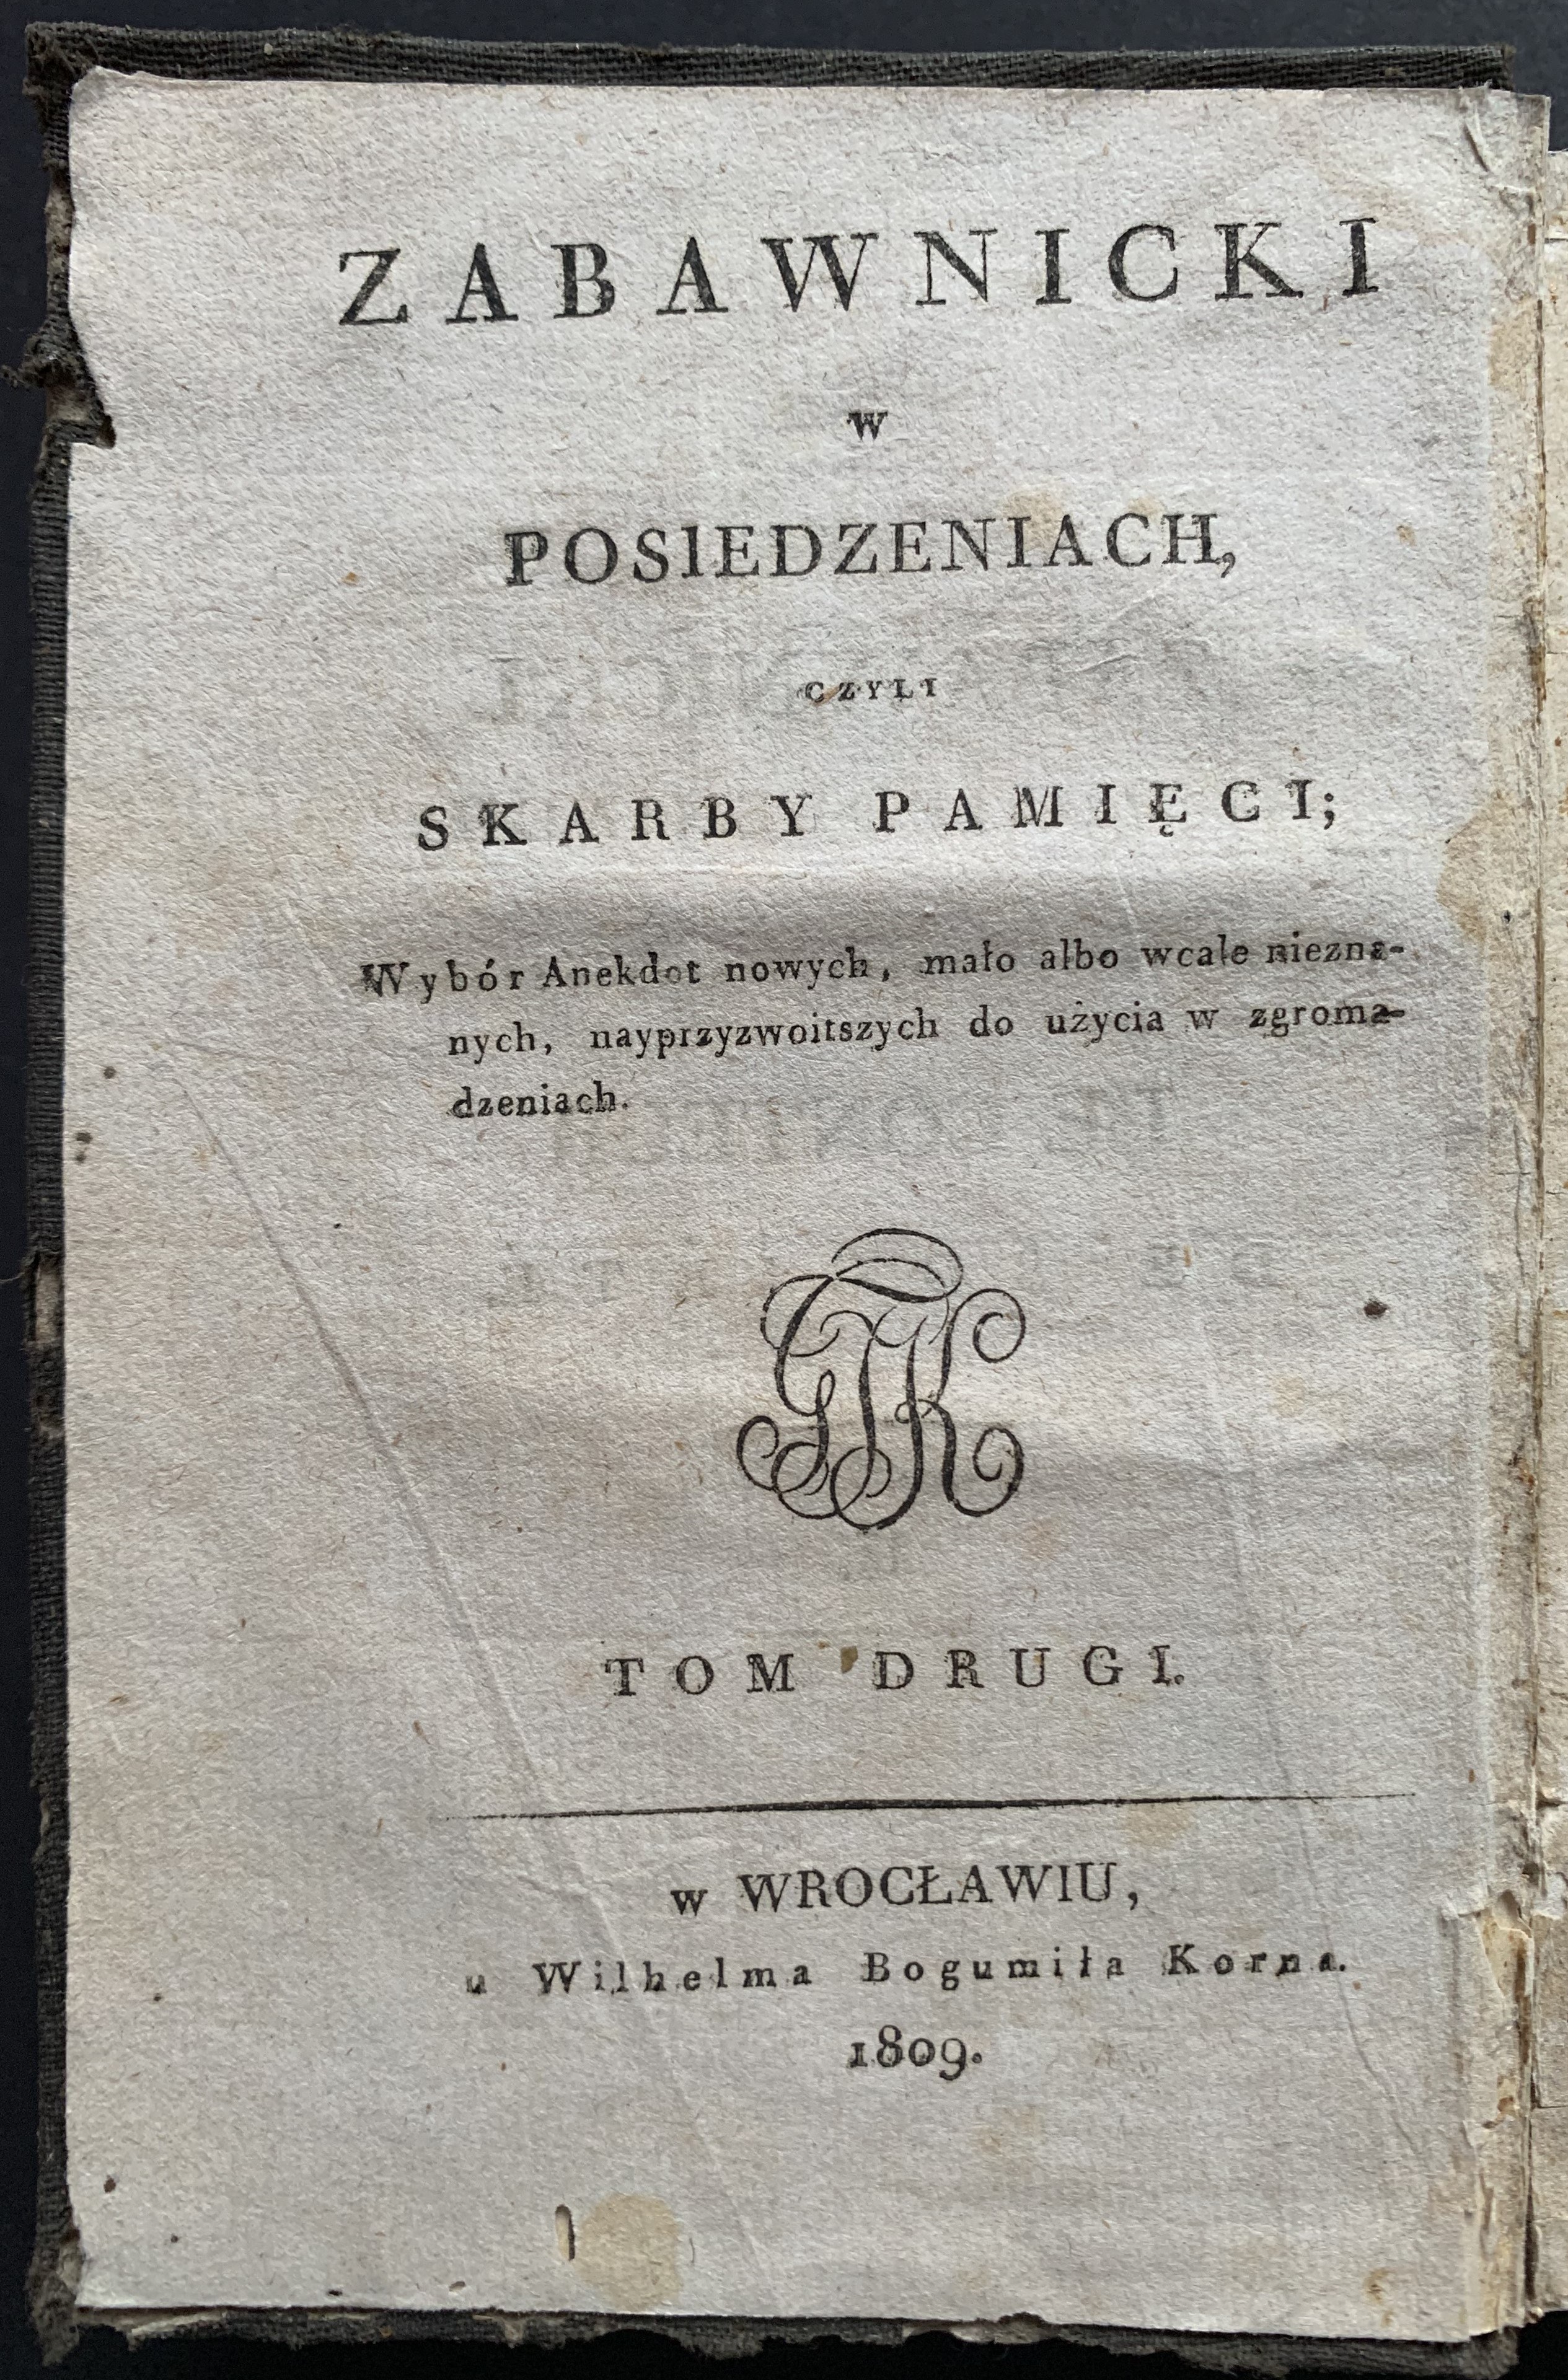 ZABAWNICKI
w
POSIEDZENIACH,
CZYLI
SKARBY PAMIĘCI;
Wybór Anekdot nowych, mało albo wcale niezna-
nych, nayprzyzwoitszych do użycia w zgroma-
dzeniach.
GTK
TOM DRUGI.
w WROCŁAWIU,
u Wilhelma Bogumiła Korna.
1809.